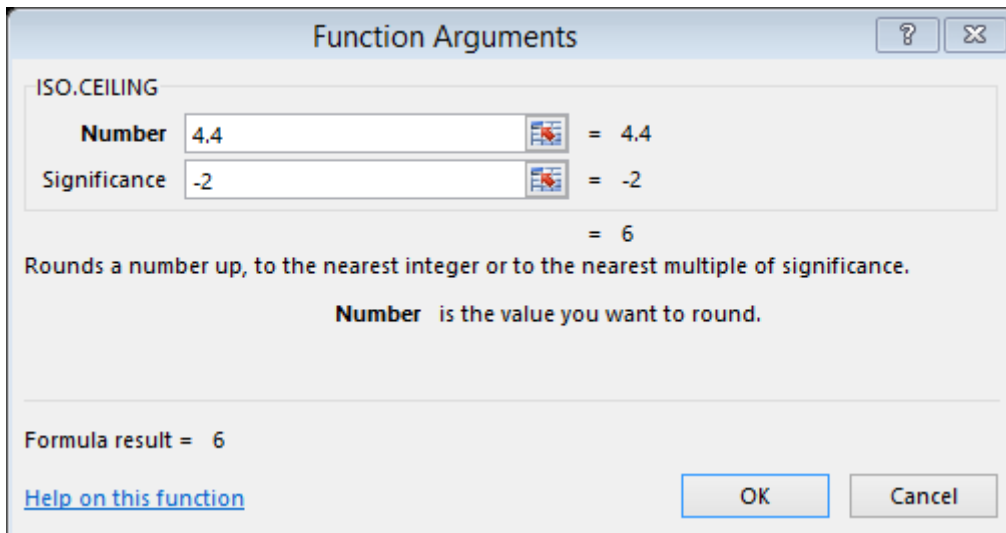 Function Arguments
?
ISO.CEILING
Number 4.4 = 4.4
Significance -2 = -2
= 6
Rounds a number up, to the nearest integer or to the nearest multiple of significance.
Number is the value you want to round.
Formula result = 6
Help on this function OK Cancel